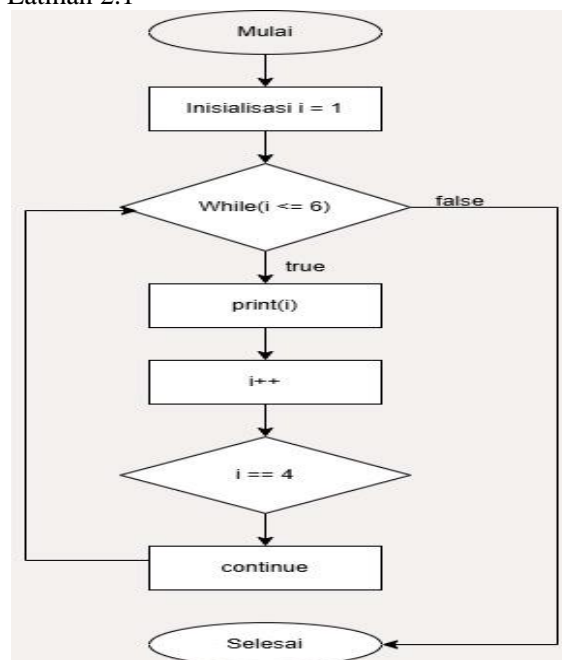 Latihan 2.1
Mulai
Inisialisasi i = 1
While(i <= 6)
false
true
print(i)
i++
i == 4
continue
Selesai